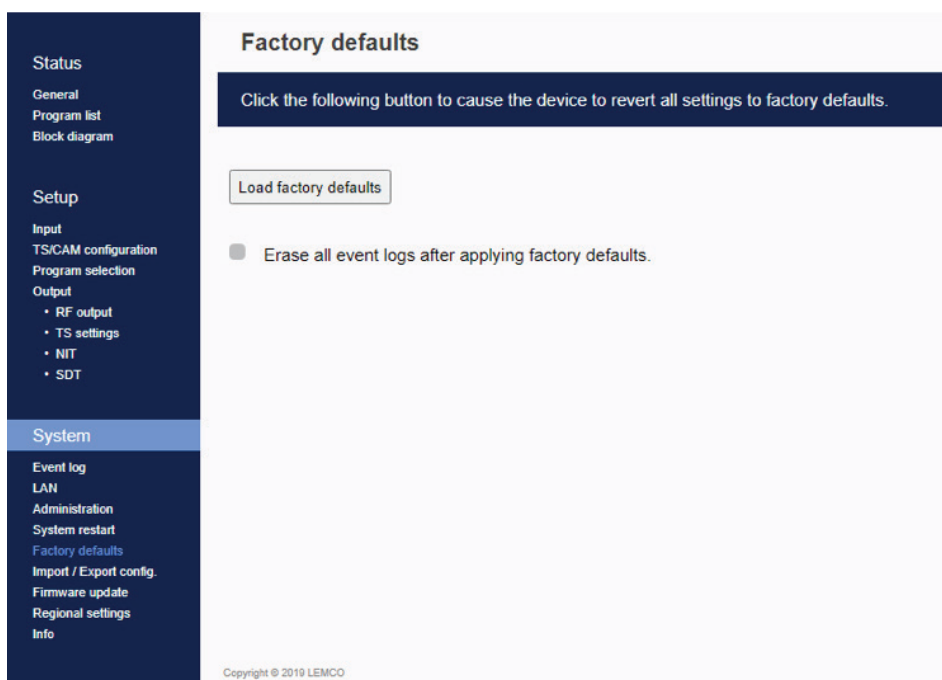 Status
General
Program list
Block diagram
Setup
Input
TS/CAM configuration
Program selection
Output
• RF output
• TS settings
• NIT
• SDT
System
Event log
LAN
Administration
System restart
Factory defaults
Import / Export config.
Firmware update
Regional settings
Info
Factory defaults
Click the following button to cause the device to revert all settings to factory defaults.
Load factory defaults
Erase all event logs after applying factory defaults.
Copyright © 2019 LEMCO